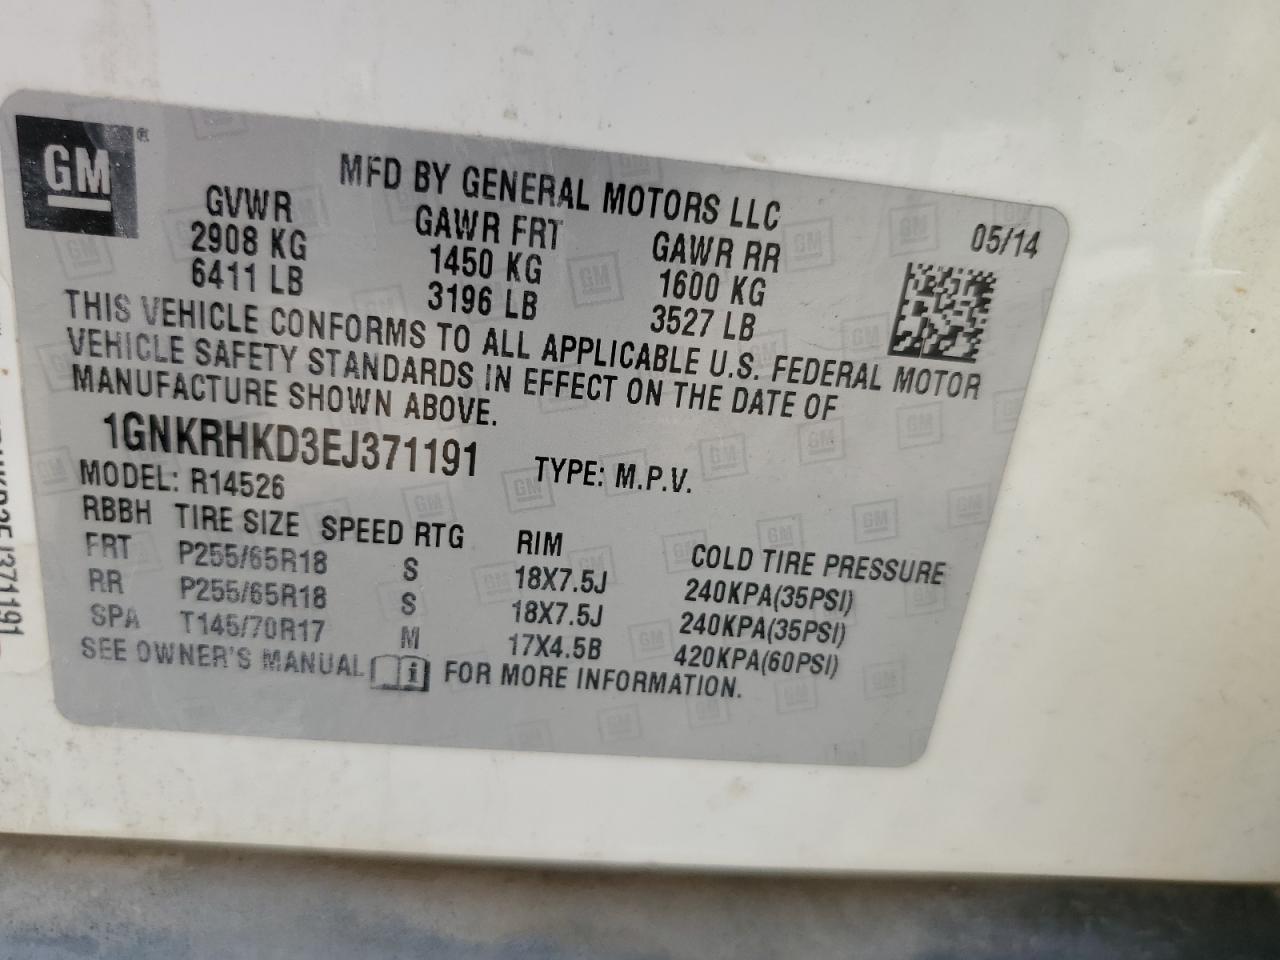 GM®
MFD BY GENERAL MOTORS LLC
05/14
GVWR GAWR FRT GAWR RR
2908 KG 1450 KG 1600 KG
6411 LB 3196 LB 3527 LB
THIS VEHICLE CONFORMS TO ALL APPLICABLE U.S. FEDERAL MOTOR
VEHICLE SAFETY STANDARDS IN EFFECT ON THE DATE OF
MANUFACTURE SHOWN ABOVE.
1GNKRHKD3EJ371191 TYPE: M.P.V.
MODEL: R14526
RBBH TIRE SIZE SPEED RTG RIM COLD TIRE PRESSURE
FRT P255/65R18 S 18X7.5J 240KPA(35PSI)
RR P255/65R18 S 18X7.5J 240KPA(35PSI)
SPA T145/70R17 M 17X4.5B 420KPA(60PSI)
SEE OWNER'S MANUAL i FOR MORE INFORMATION.